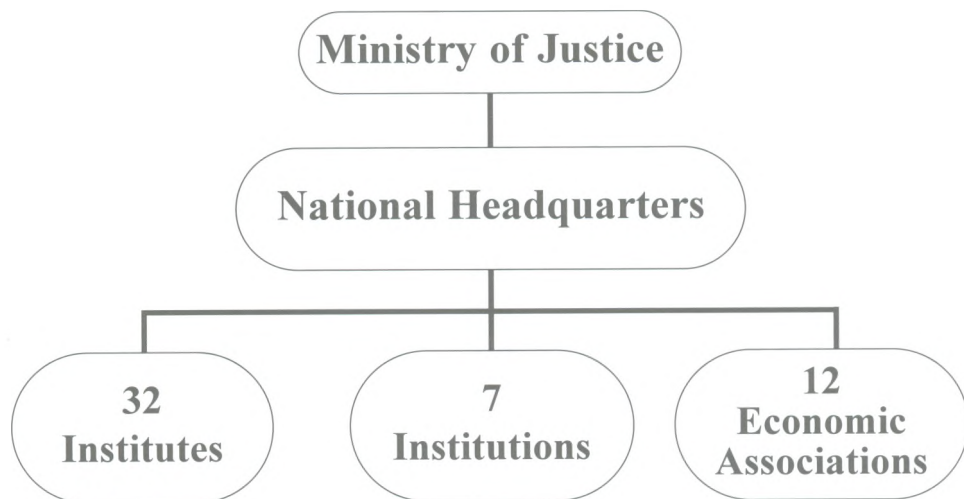 Ministry of Justice
National Headquarters
32
Institutes
7
Institutions
12
Economic
Associations